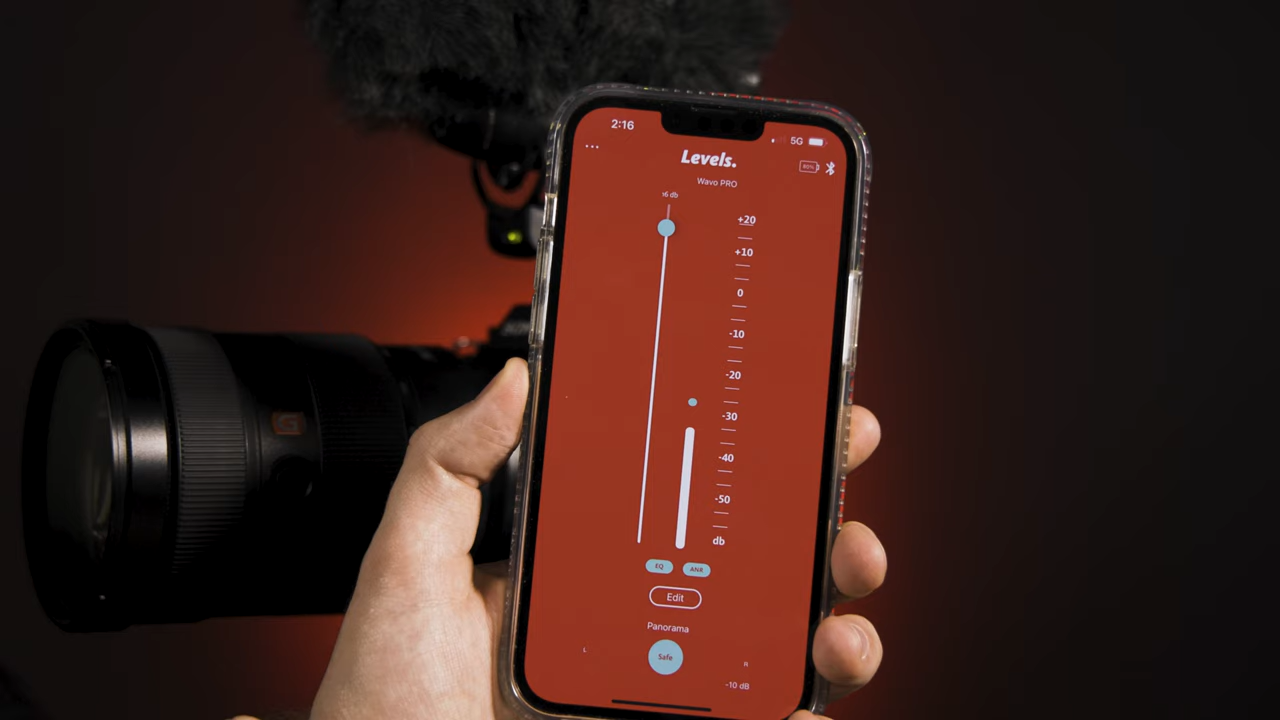 2:16
5G
...
Levels.
80%
Wavo PRO
+20
+10
0
-10
-20
-30
-40
-50
db
EQ
ANR
Edit
Panorama
L
Safe
R
-10 dB
G